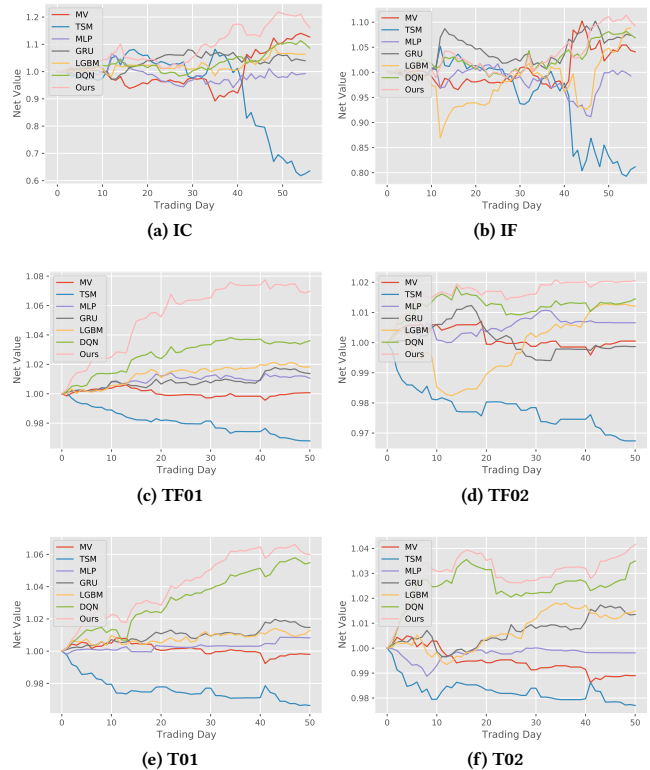 MV
TSM
MLP
GRU
LGBM
DQN
Ours
Net Value
1.2
1.1
1.0
0.9
0.8
0.7
0.6
0 10 20 30 40 50
Trading Day
(a) IC
MV
TSM
MLP
GRU
LGBM
DQN
Ours
Net Value
1.10
1.05
1.00
0.95
0.90
0.85
0.80
0 10 20 30 40 50
Trading Day
(b) IF
MV
TSM
MLP
GRU
LGBM
DQN
Ours
Net Value
1.08
1.06
1.04
1.02
1.00
0.98
0 10 20 30 40 50
Trading Day
(c) TF01
MV
TSM
MLP
GRU
LGBM
DQN
Ours
Net Value
1.02
1.01
1.00
0.99
0.98
0.97
0 10 20 30 40 50
Trading Day
(d) TF02
MV
TSM
MLP
GRU
LGBM
DQN
Ours
Net Value
1.06
1.04
1.02
1.00
0.98
0 10 20 30 40 50
Trading Day
(e) T01
MV
TSM
MLP
GRU
LGBM
DQN
Ours
Net Value
1.04
1.03
1.02
1.01
1.00
0.99
0.98
0 10 20 30 40 50
Trading Day
(f) T02